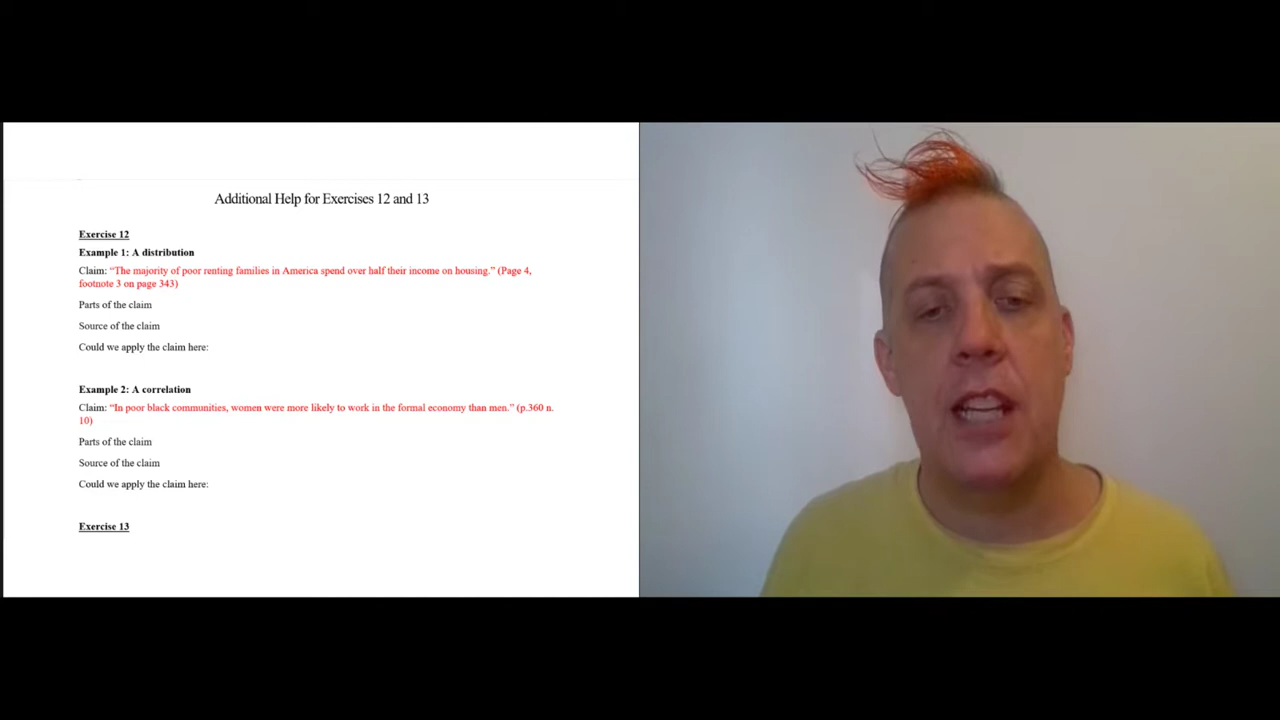 Additional Help for Exercises 12 and 13
Exercise 12
Example 1: A distribution
Claim: “The majority of poor renting families in America spend over half their income on housing.” (Page 4,
footnote 3 on page 343)
Parts of the claim
Source of the claim
Could we apply the claim here:
Example 2: A correlation
Claim: “In poor black communities, women were more likely to work in the formal economy than men.” (p.360 n.
10)
Parts of the claim
Source of the claim
Could we apply the claim here:
Exercise 13